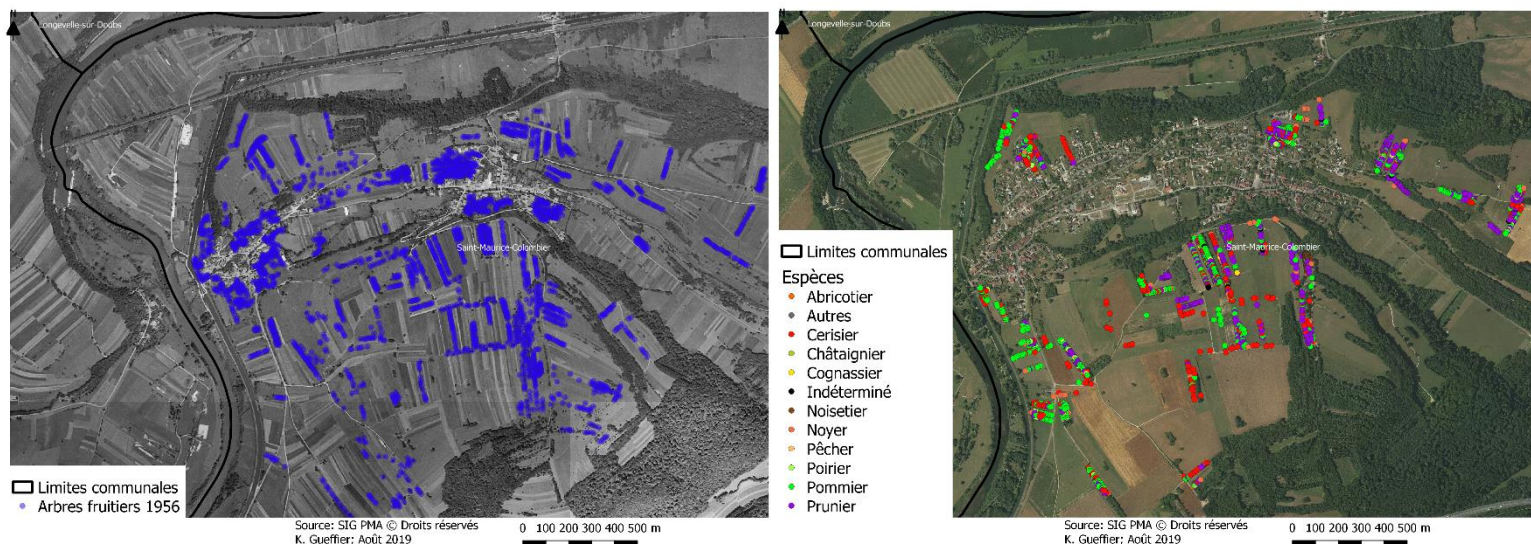 Longevelle-sur-Doubs
Saint-Maurice-Colombier
Limites communales
Arbres fruitiers 1956
Source: SIG PMA © Droits réservés
K. Gueffier; Août 2019
0 100 200 300 400 500 m
Longevelle-sur-Doubs
Saint-Maurice-Colombier
Limites communales
Espèces
Abricotier
Autres
Cerisier
Châtaignier
Cognassier
Indéterminé
Noisetier
Noyer
Pêcher
Poirier
Pommier
Prunier
Source: SIG PMA © Droits réservés
K. Gueffier; Août 2019
0 100 200 300 400 500 m